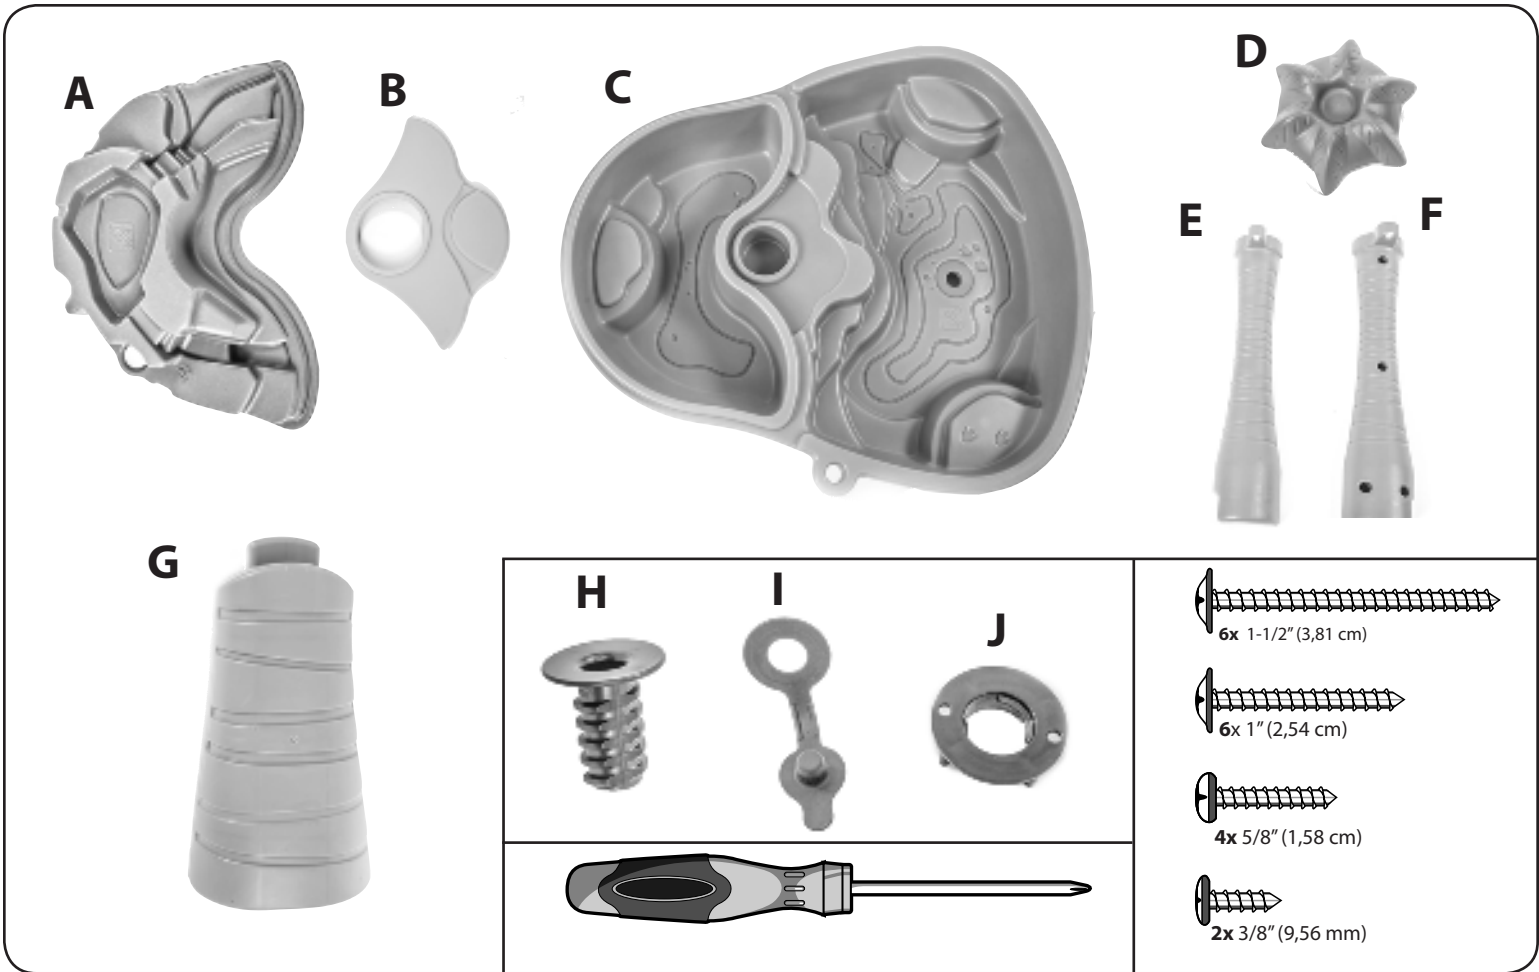 A
B
C
D
E
F
G
H
I
J
6x 1-1/2” (3,81 cm)
6x 1” (2,54 cm)
4x 5/8” (1,58 cm)
2x 3/8” (9,56 mm)